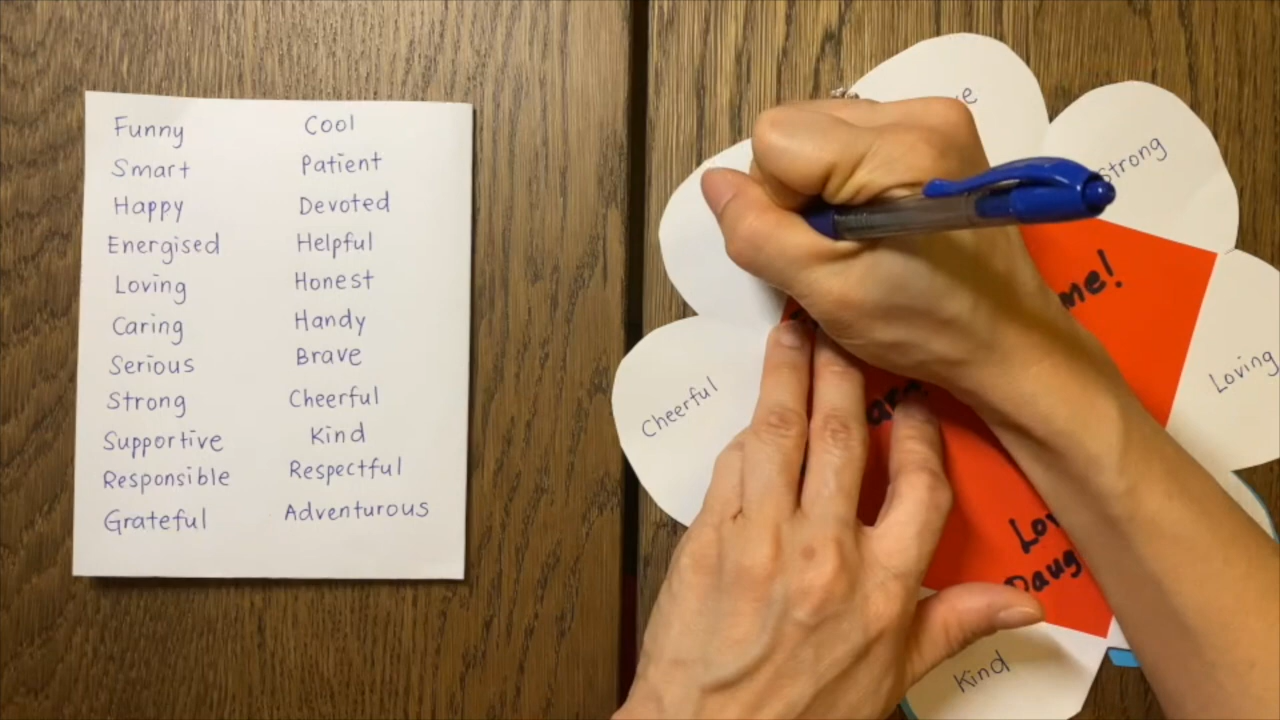 Funny
Smart
Happy
Energised
Loving
Caring
Serious
Strong
Supportive
Responsible
Grateful
Cool
Patient
Devoted
Helpful
Honest
Handy
Brave
Cheerful
Kind
Respectful
Adventurous
Strong
Loving
Cheerful
Kind